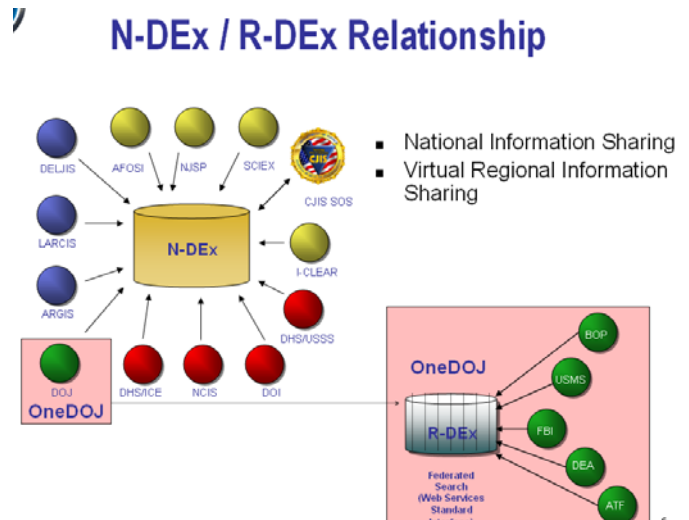 N-DEx / R-DEx Relationship
■ National Information Sharing
■ Virtual Regional Information
Sharing
DELJIS
AFOSI
NJSP
SCIEX
CJIS
CJIS SOS
LARCIS
N-DEx
I-CLEAR
ARGIS
DHS/USSS
DOJ
OneDOJ
DHS/ICE
NCIS
DOI
OneDOJ
BOP
USMS
R-DEx
FBI
DEA
ATF
Federated
Search
(Web Services
Standard